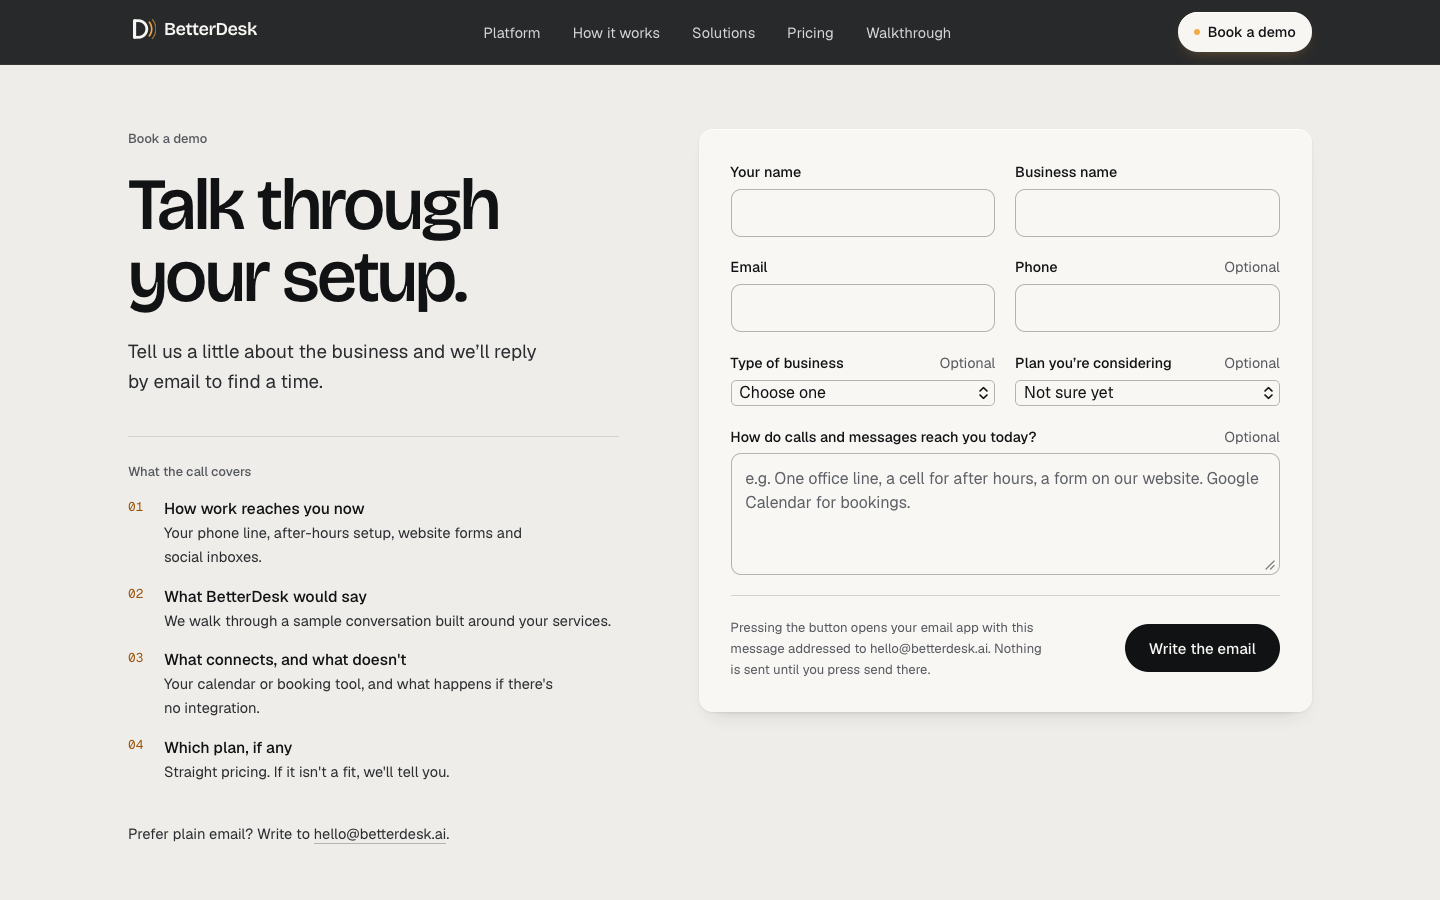 BetterDesk
Platform
How it works
Solutions
Pricing
Walkthrough
Book a demo
Book a demo
Talk through
your setup.
Tell us a little about the business and we’ll reply
by email to find a time.
What the call covers
01
How work reaches you now
Your phone line, after-hours setup, website forms and
social inboxes.
02
What BetterDesk would say
We walk through a sample conversation built around your services.
03
What connects, and what doesn't
Your calendar or booking tool, and what happens if there's
no integration.
04
Which plan, if any
Straight pricing. If it isn't a fit, we'll tell you.
Prefer plain email? Write to hello@betterdesk.ai.
Your name
Business name
Email
Phone
Optional
Type of business
Optional
Plan you’re considering
Optional
Choose one
Not sure yet
How do calls and messages reach you today?
Optional
e.g. One office line, a cell for after hours, a form on our website. Google
Calendar for bookings.
Pressing the button opens your email app with this
message addressed to hello@betterdesk.ai. Nothing
is sent until you press send there.
Write the email